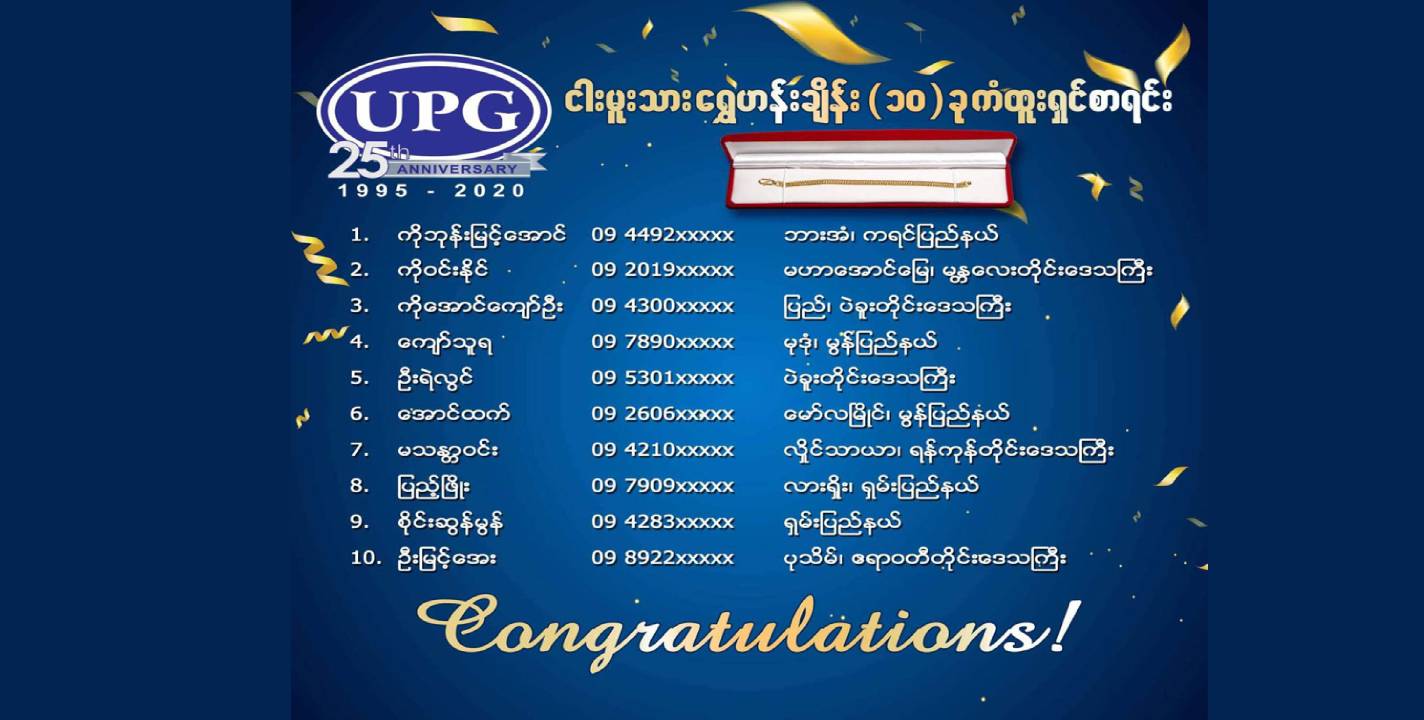 UPG
25th
ANNIVERSARY
1995 - 2020
ငါးမူးသားရွှေဟန်းချိန်း (၁၀) ခု ကံထူးရှင်စာရင်း
1. ကိုဘုန်းမြင့်အောင် 09 4492xxxxx ဘားအံ၊ ကရင်ပြည်နယ်
2. ကိုဝင်းနိုင် 09 2019xxxxx မဟာအောင်မြေ၊ မန္တလေးတိုင်းဒေသကြီး
3. ကိုအောင်ကျော်ဦး 09 4300xxxxx ပြည်၊ ပဲခူးတိုင်းဒေသကြီး
4. ကျော်သူရ 09 7890xxxxx မုဒုံ၊ မွန်ပြည်နယ်
5. ဦးရဲလွင် 09 5301xxxxx ပဲခူးတိုင်းဒေသကြီး
6. အောင်ထက် 09 2606xxxxx မော်လမြိုင်၊ မွန်ပြည်နယ်
7. မသန္တာဝင်း 09 4210xxxxx လှိုင်သာယာ၊ ရန်ကုန်တိုင်းဒေသကြီး
8. ပြည့်ဖြိုး 09 7909xxxxx လားရှိုး၊ ရှမ်းပြည်နယ်
9. စိုင်းဆွန်မွန် 09 4283xxxxx ရှမ်းပြည်နယ်
10. ဦးမြင့်အေး 09 8922xxxxx ပုသိမ်၊ ဧရာဝတီတိုင်းဒေသကြီး
Congratulations!